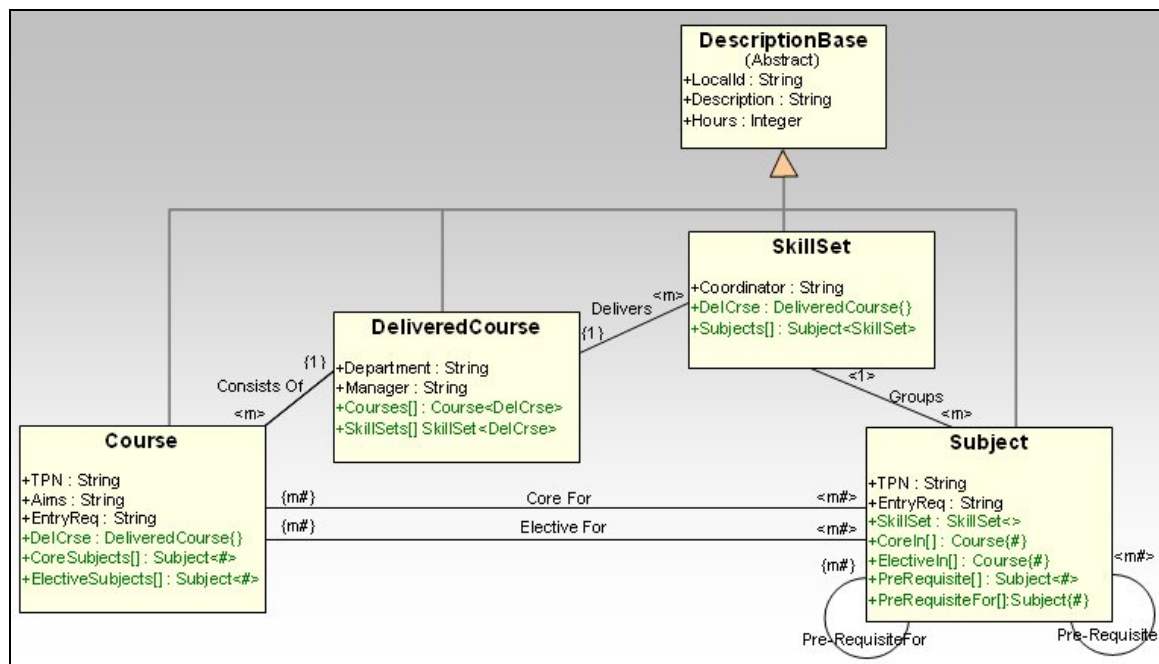 DescriptionBase
(Abstract)
+LocalId : String
+Description : String
+Hours : Integer
SkillSet
+Coordinator : String
+DelCrse : DeliveredCourse{}
+Subjects[] : Subject<SkillSet>
Delivers
<m>
{1}
DeliveredCourse
+Department : String
+Manager : String
+Courses[] : Course<DelCrse>
+SkillSets[] SkillSet<DelCrse>
{1}
Consists Of
<m>
<1>
Groups
<m>
Course
+TPN : String
+Aims : String
+EntryReq : String
+DelCrse : DeliveredCourse{}
+CoreSubjects[] : Subject<#>
+ElectiveSubjects[] : Subject<#>
{m#}
Core For
<m#>
{m#}
Elective For
<m#>
Subject
+TPN : String
+EntryReq : String
+SkillSet : SkillSet<>
+CoreIn[] : Course{#}
+ElectiveIn[] : Course{#}
+PreRequisite[] : Subject<#>
+PreRequisiteFor[]:Subject{#}
{m#}
<m#>
Pre-RequisiteFor
Pre-Requisite